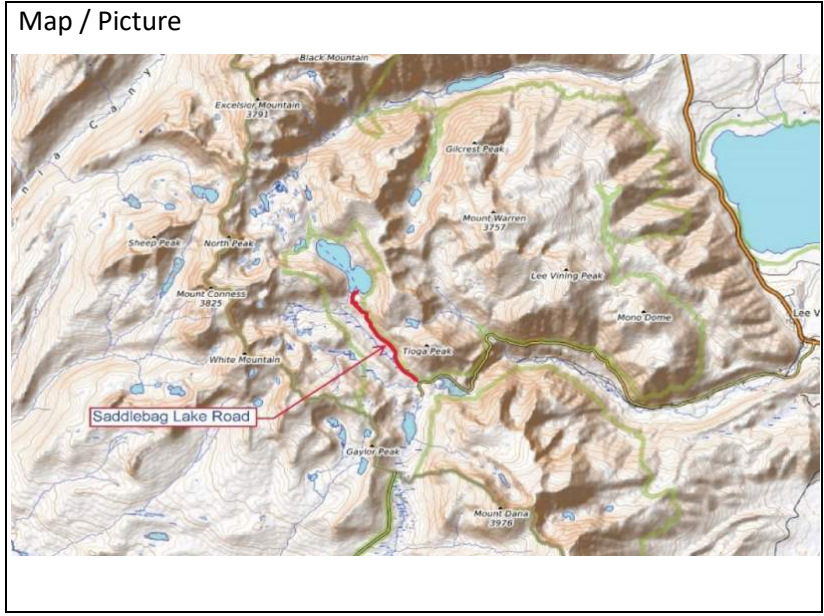 Map / Picture
Black Mountain
Excelsior Mountain
3791
Gilcrest Peak
Mount Warren
3757
Sheep Peak
North Peak
Lee Vining Peak
Mount Conness
3825
Mono Dome
Lee V
Tioga Peak
White Mountain
Saddlebag Lake Road
Gaylor Peak
Mount Dana
3976